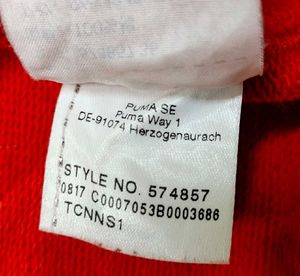 PUMA SE
Puma Way 1
DE-91074 Herzogenaurach
STYLE NO. 574857
0817 C0007053B0003686
TCNNS1